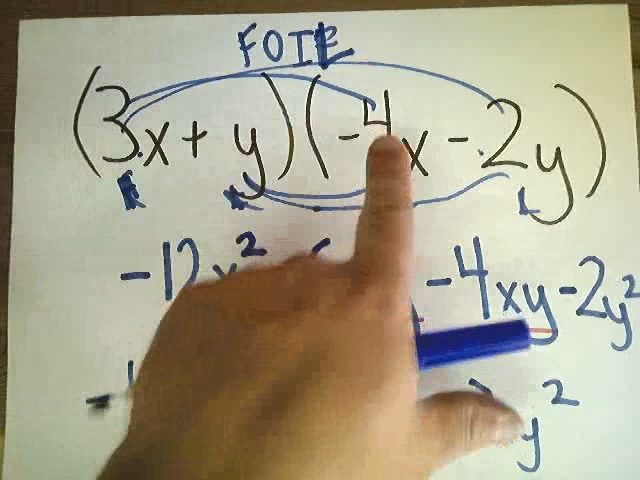 FOIL
(3x + y)(-4x - 2y)
-12x² -4xy -2y²
y²